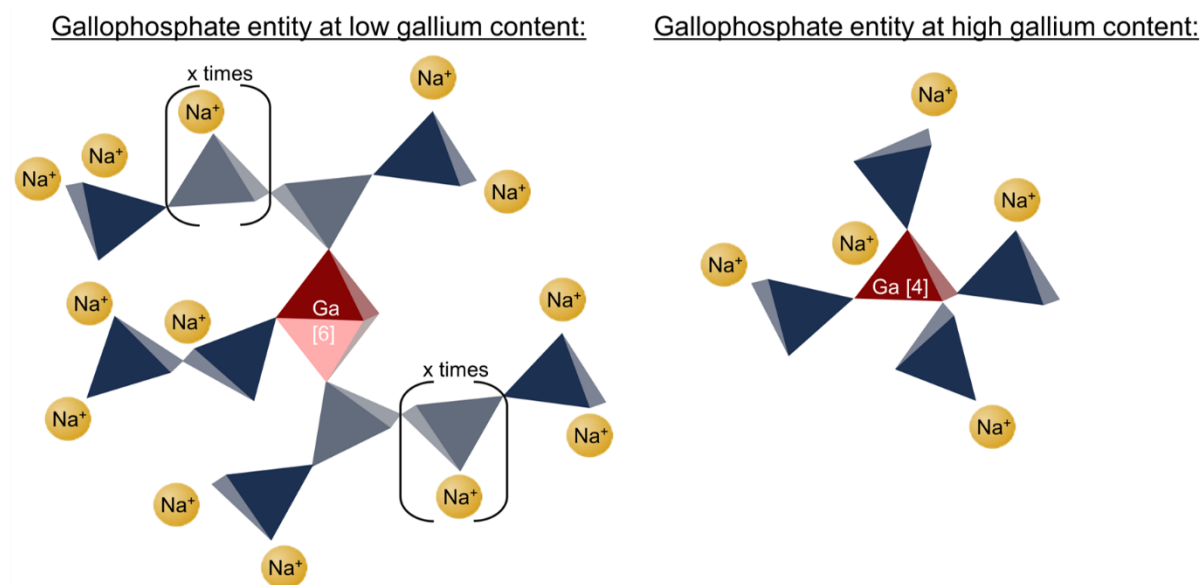 Gallophosphate entity at low gallium content:
Gallophosphate entity at high gallium content:
x times
Na⁺
Na⁺
Na⁺
Na⁺
Na⁺
Na⁺
Na⁺
Na⁺
Ga
[6]
Na⁺
x times
Na⁺
Na⁺
Na⁺
Na⁺
Na⁺
Na⁺
Na⁺
Na⁺
Na⁺
Ga [4]
Na⁺